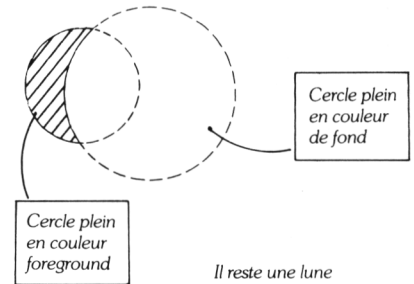 Cercle plein
en couleur
de fond
Cercle plein
en couleur
foreground
Il reste une lune